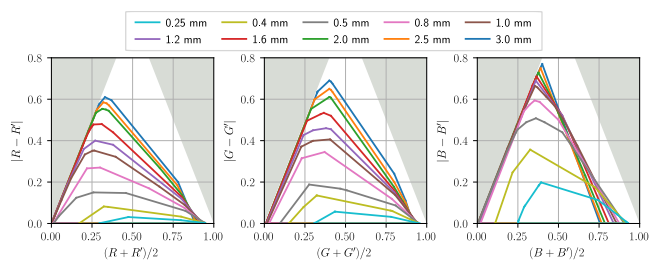 0.25 mm 0.4 mm 0.5 mm 0.8 mm 1.0 mm
1.2 mm 1.6 mm 2.0 mm 2.5 mm 3.0 mm
0.8 0.8 0.8
0.6 0.6 0.6
0.4 0.4 0.4
0.2 0.2 0.2
0.0 0.0 0.0
|R − R′| |G − G′| |B − B′|
0.00 0.25 0.50 0.75 1.00 0.00 0.25 0.50 0.75 1.00 0.00 0.25 0.50 0.75 1.00
(R + R′)/2 (G + G′)/2 (B + B′)/2